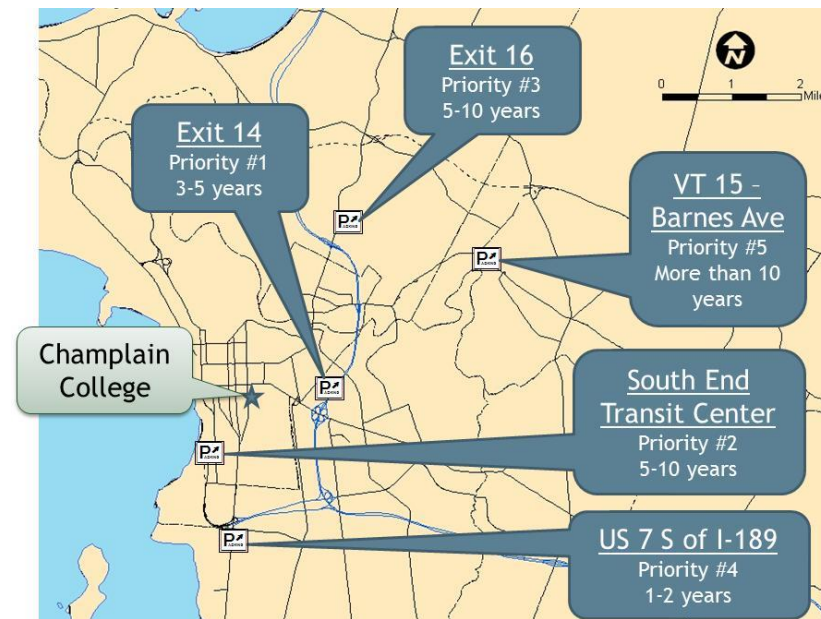 Exit 16
Priority #3
5-10 years
N
0 1 2
Mile
Exit 14
Priority #1
3-5 years
VT 15 –
Barnes Ave
Priority #5
More than 10
years
Champlain
College
South End
Transit Center
Priority #2
5-10 years
US 7 S of I-189
Priority #4
1-2 years
P
P
P
P
P